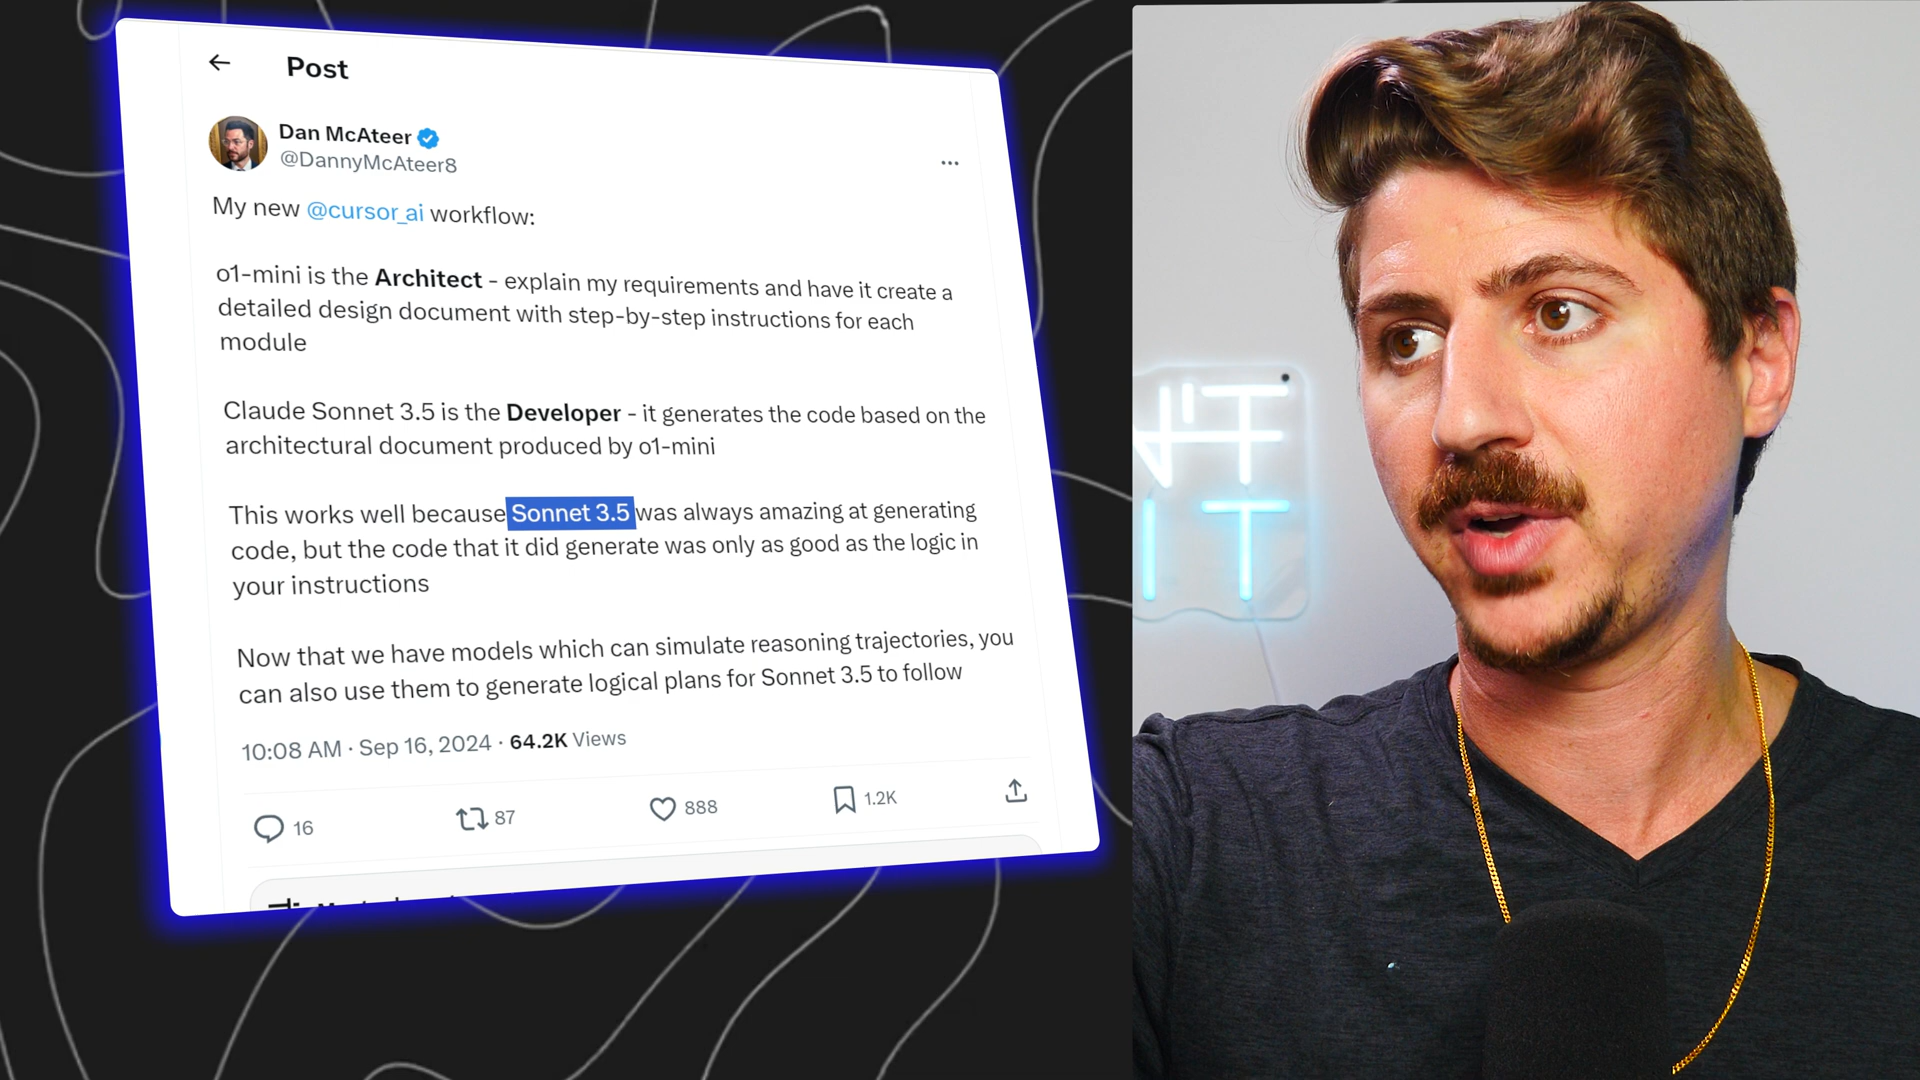 Post
Dan McAteer
@DannyMcAteer8
My new @cursor_ai workflow:
o1-mini is the Architect - explain my requirements and have it create a
detailed design document with step-by-step instructions for each
module
Claude Sonnet 3.5 is the Developer - it generates the code based on the
architectural document produced by o1-mini
This works well because Sonnet 3.5 was always amazing at generating
code, but the code that it did generate was only as good as the logic in
your instructions
Now that we have models which can simulate reasoning trajectories, you
can also use them to generate logical plans for Sonnet 3.5 to follow
10:08 AM · Sep 16, 2024 · 64.2K Views
16 87 888 1.2K
N'T
IT